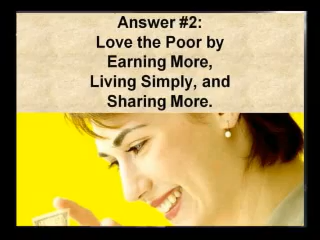 Answer #2:
Love the Poor by
Earning More,
Living Simply, and
Sharing More.